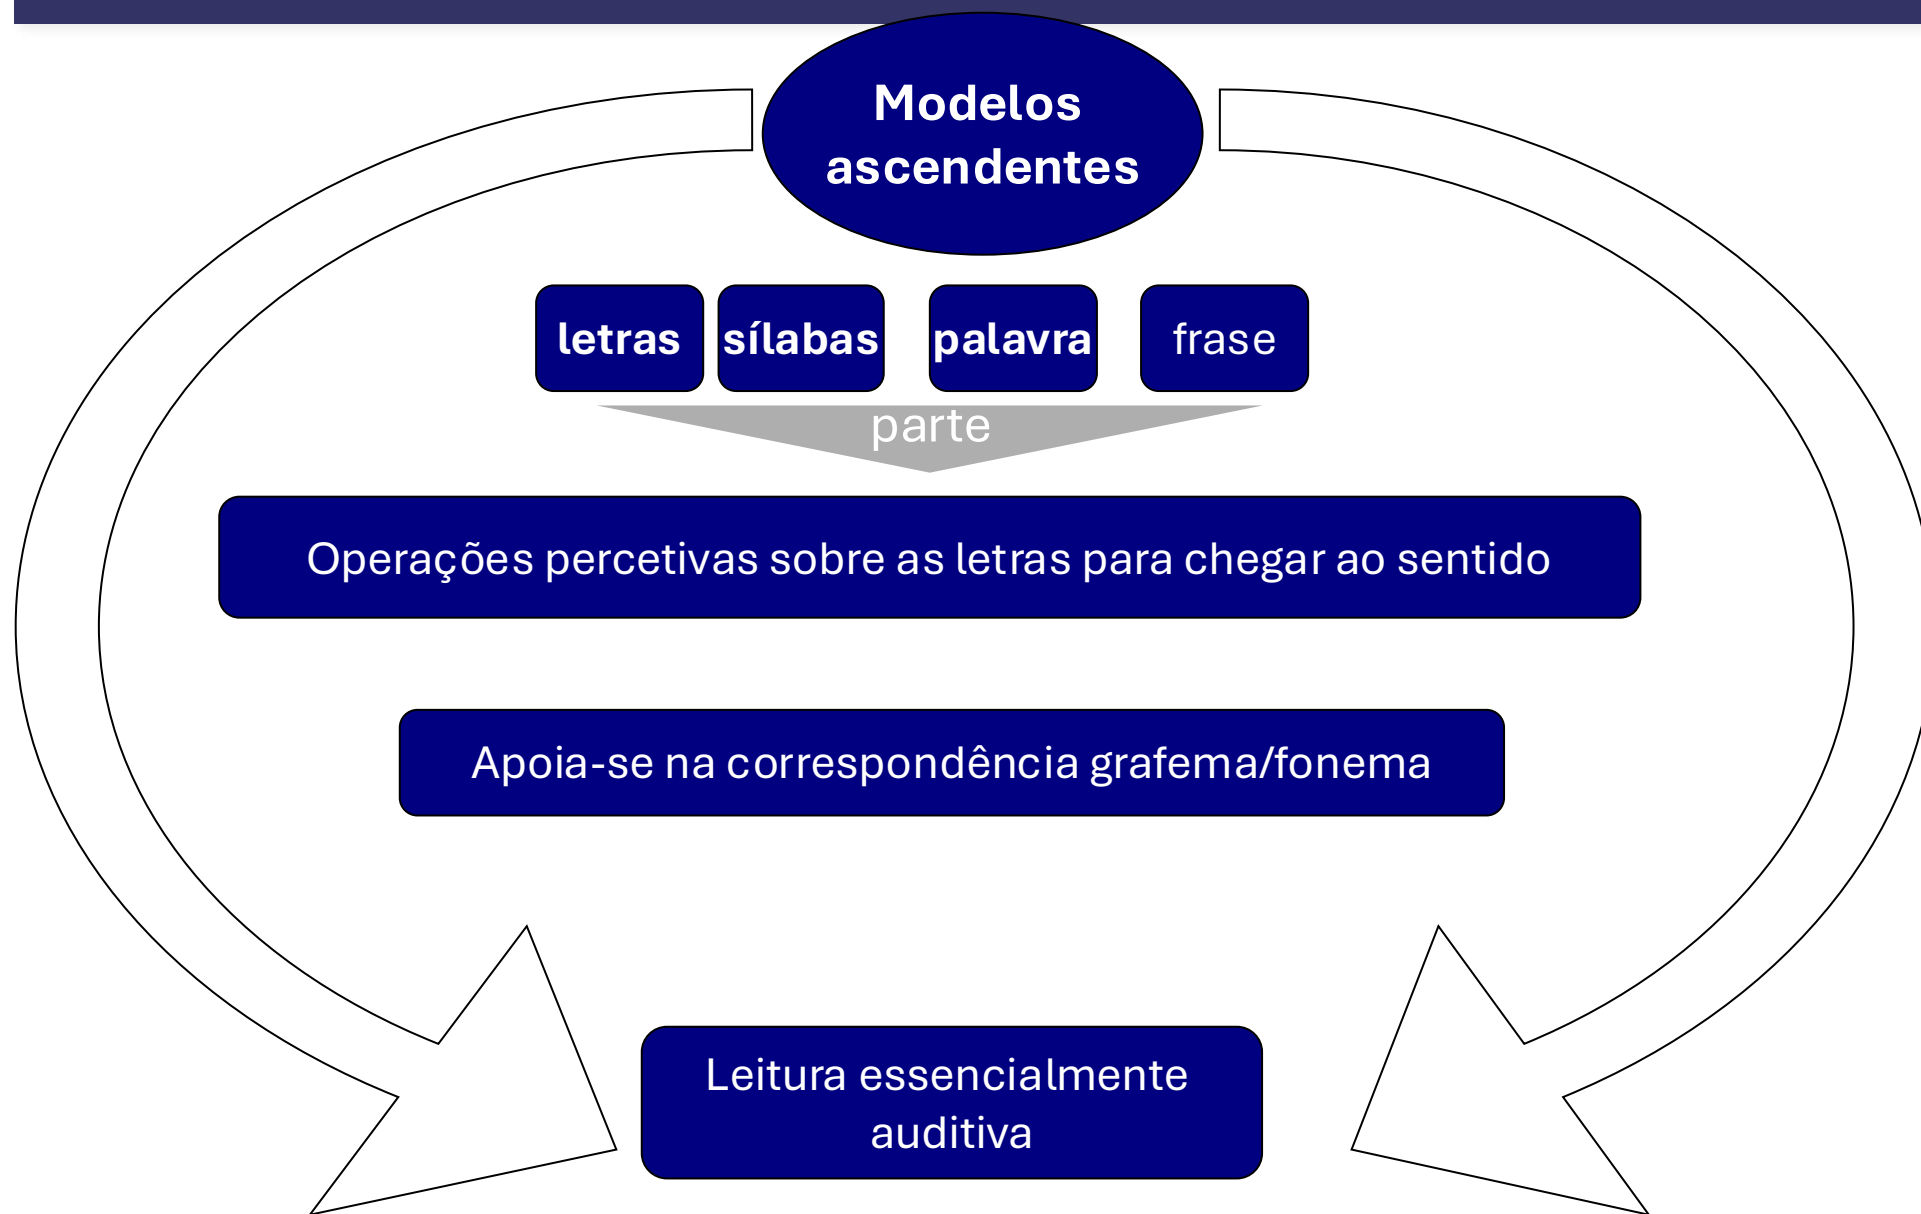 Modelos
ascendentes
letras
sílabas
palavra
frase
parte
Operações percetivas sobre as letras para chegar ao sentido
Apoia-se na correspondência grafema/fonema
Leitura essencialmente
auditiva